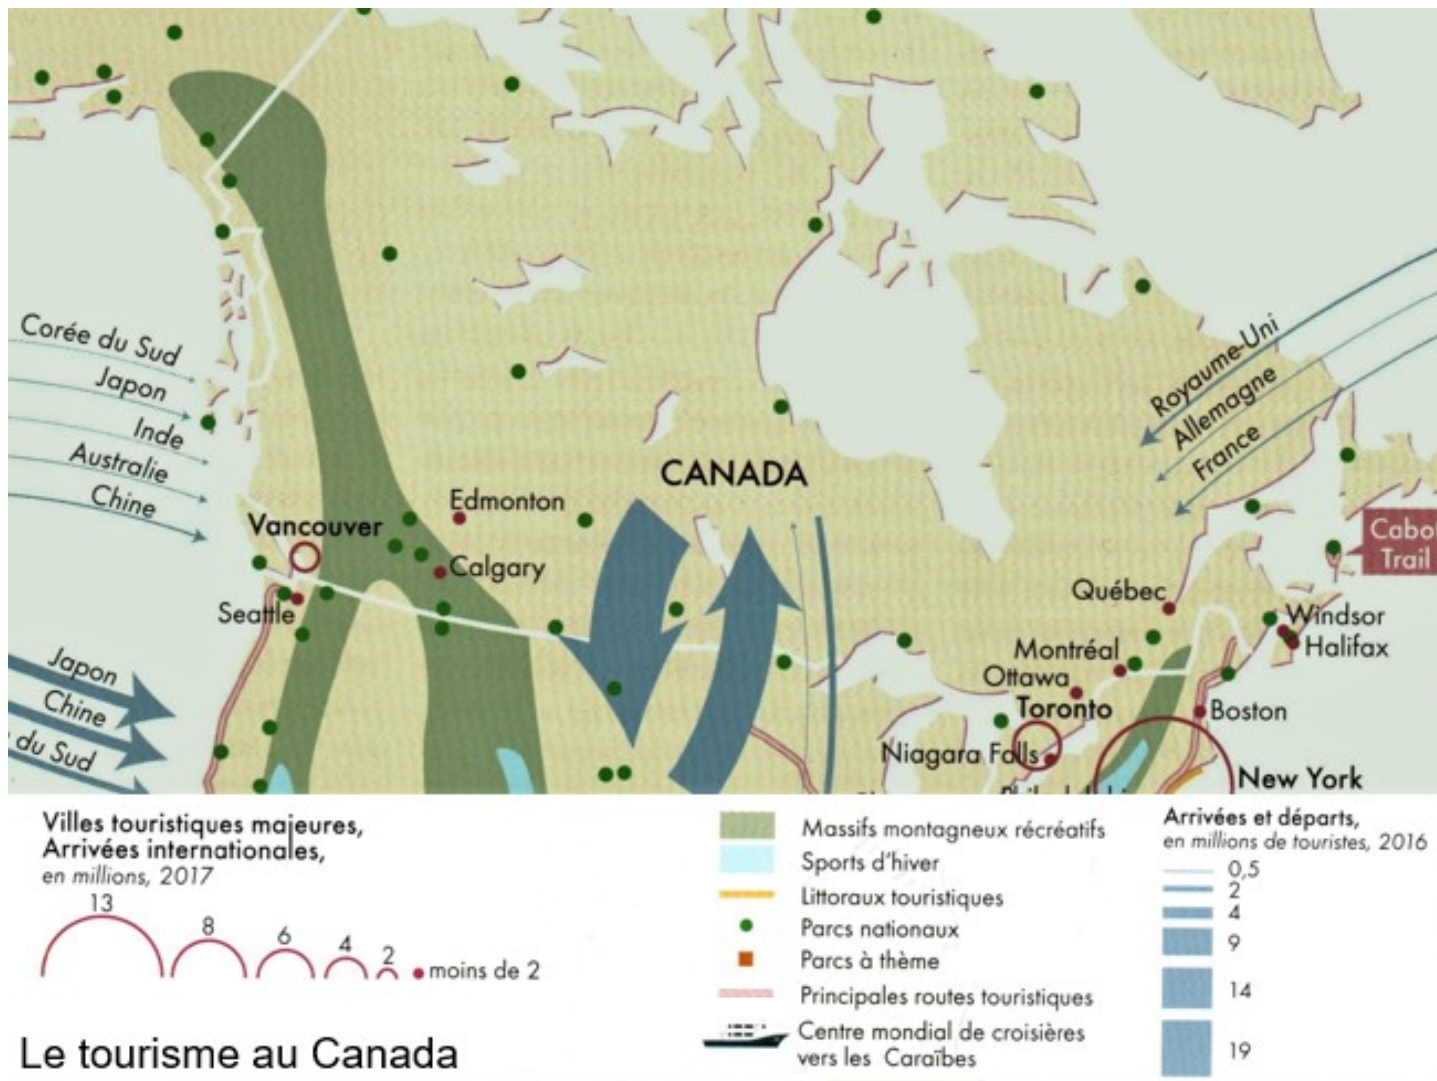 Corée du Sud
Japon
Inde
Australie
Chine
Royaume-Uni
Allemagne
France
CANADA
Edmonton
Vancouver
Calgary
Seattle
Cabot
Trail
Québec
Windsor
Halifax
Montréal
Ottawa
Toronto
Boston
Niagara Falls
New York
Japon
Chine
du Sud
Villes touristiques majeures,
Arrivées internationales,
en millions, 2017
13
8
6
4
2
moins de 2
Massifs montagneux récréatifs
Sports d'hiver
Littoraux touristiques
Parcs nationaux
Parcs à thème
Principales routes touristiques
Centre mondial de croisières
vers les Caraïbes
Arrivées et départs,
en millions de touristes, 2016
0,5
2
4
9
14
19
Le tourisme au Canada